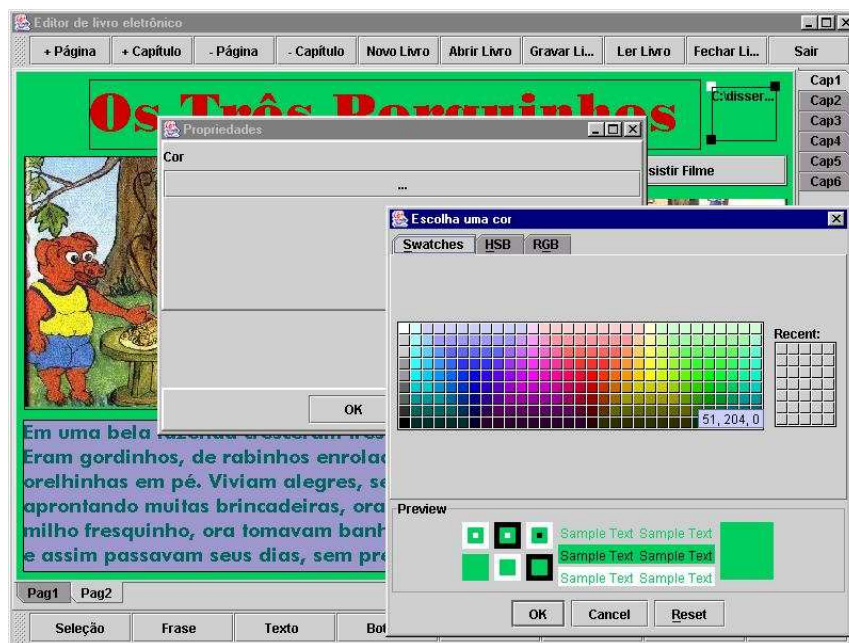 Editor de livro eletrônico
+ Página + Capítulo - Página - Capítulo Novo Livro Abrir Livro Gravar Li... Ler Livro Fechar Li... Sair
Os Três Porquinhos
C:\disser...
Cap1
Cap2
Cap3
Cap4
Cap5
Cap6
Propriedades
Cor
...
OK
sistir Filme
Escolha uma cor
Swatches HSB RGB
Recent:
51, 204, 0
Preview
Sample Text Sample Text
Sample Text Sample Text
Sample Text Sample Text
OK Cancel Reset
Em uma bela
Eram gordinhos, de rabinhos enrola
orelhinhas em pé. Viviam alegres, se
aprontando muitas brincadeiras, ora
milho fresquinho, ora tomavam banh
e assim passavam seus dias, sem pre
Pag1 Pag2
Seleção Frase Texto Bot